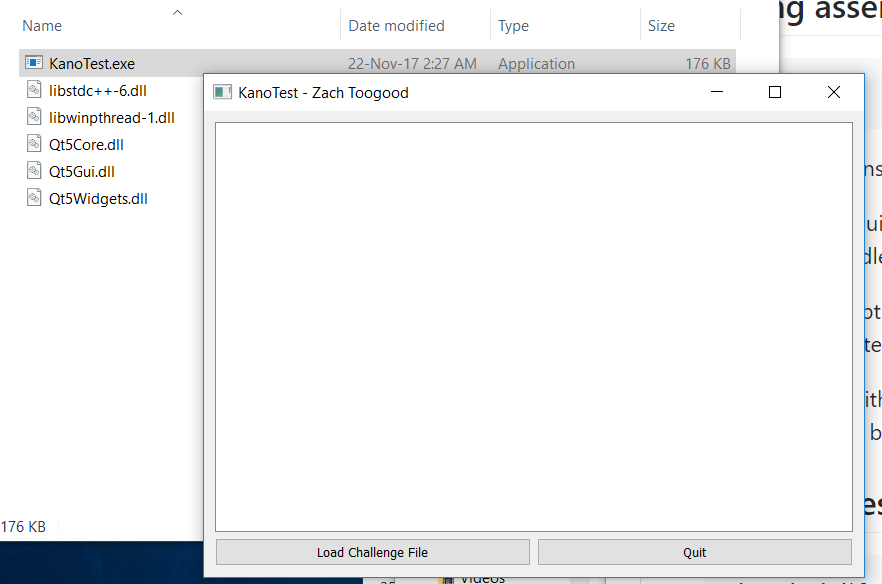 Name Date modified Type Size
KanoTest.exe 22-Nov-17 2:27 AM Application 176 KB
libstdc++-6.dll
libwinpthread-1.dll
Qt5Core.dll
Qt5Gui.dll
Qt5Widgets.dll
176 KB
KanoTest - Zach Toogood
Load Challenge File Quit
Videos